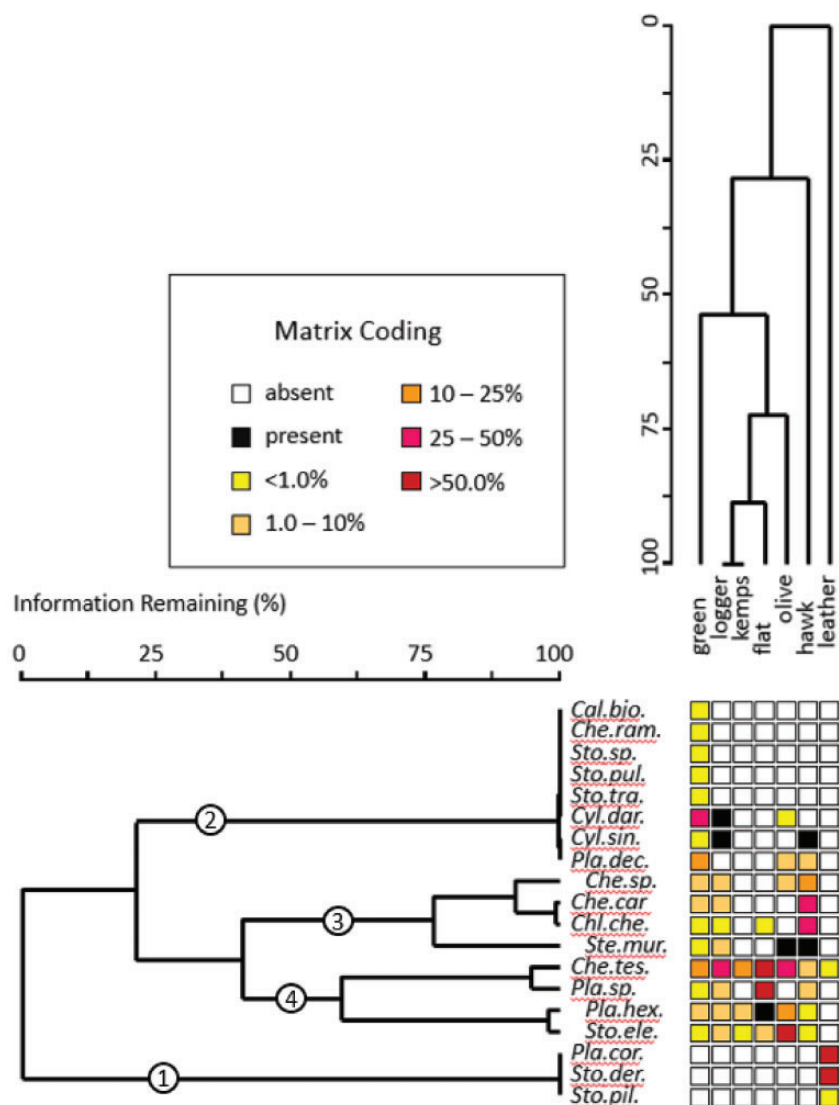 0
25
50
75
100
green
logger
kemps
flat
olive
hawk
leather
Matrix Coding
absent
present
<1.0%
1.0 – 10%
10 – 25%
25 – 50%
>50.0%
Information Remaining (%)
0 25 50 75 100
Cal.bio.
Che.ram.
Sto.sp.
Sto.pul.
Sto.tra.
Cyl.dar.
Cyl.sin.
Pla.dec.
Che.sp.
Che.car
Chl.che.
Ste.mur.
Che.tes.
Pla.sp.
Pla.hex.
Sto.ele.
Pla.cor.
Sto.der.
Sto.pil.
2
3
4
1